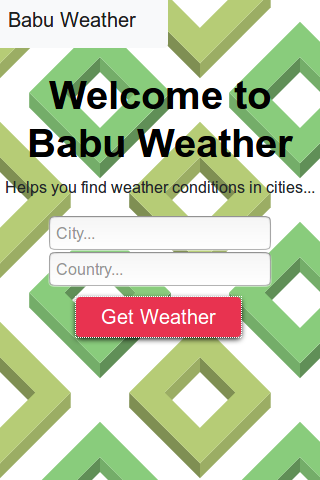 Babu Weather
Welcome to
Babu Weather
Helps you find weather conditions in cities...
City...
Country...
Get Weather